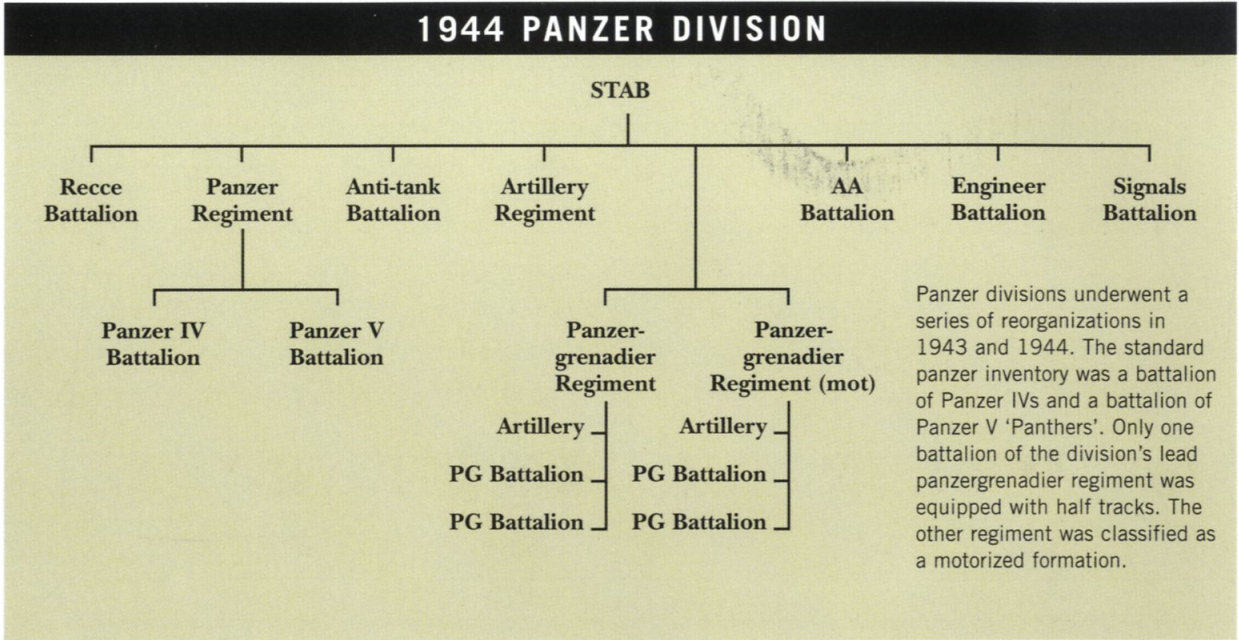 1944 PANZER DIVISION
STAB
Recce
Battalion
Panzer
Regiment
Anti-tank
Battalion
Artillery
Regiment
AA
Battalion
Engineer
Battalion
Signals
Battalion
Panzer IV
Battalion
Panzer V
Battalion
Panzer-
grenadier
Regiment
Artillery
PG Battalion
PG Battalion
Panzer-
grenadier
Regiment (mot)
Artillery
PG Battalion
PG Battalion
Panzer divisions underwent a
series of reorganizations in
1943 and 1944. The standard
panzer inventory was a battalion
of Panzer IVs and a battalion of
Panzer V ‘Panthers’. Only one
battalion of the division’s lead
panzergrenadier regiment was
equipped with half tracks. The
other regiment was classified as
a motorized formation.